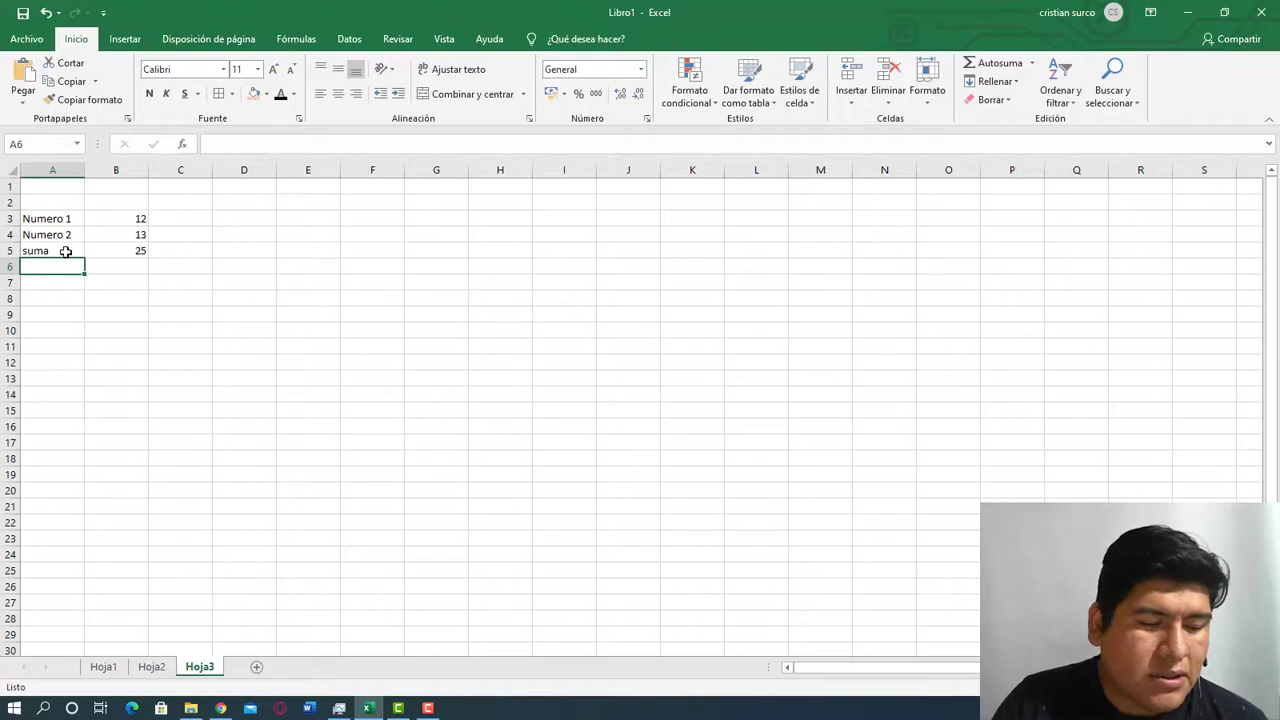 Libro1 - Excel
cristian surco CS
Archivo Inicio Insertar Disposición de página Fórmulas Datos Revisar Vista Ayuda ¿Qué desea hacer? Compartir
Pegar
Cortar
Copiar
Copiar formato
Portapapeles
Calibri 11
N K S A
Fuente
Ajustar texto
Combinar y centrar
Alineación
General
% 000
Número
Formato condicional
Dar formato como tabla
Estilos de celda
Estilos
Insertar Eliminar Formato
Celdas
Autosuma
Rellenar
Borrar
Ordenar y filtrar
Buscar y seleccionar
Edición
A6 fx
A B C D E F G H I J K L M N O P Q R S
1
2
3 Numero 1 12
4 Numero 2 13
5 suma 25
6
7
8
9
10
11
12
13
14
15
16
17
18
19
20
21
22
23
24
25
26
27
28
29
30
Hoja1 Hoja2 Hoja3
Listo